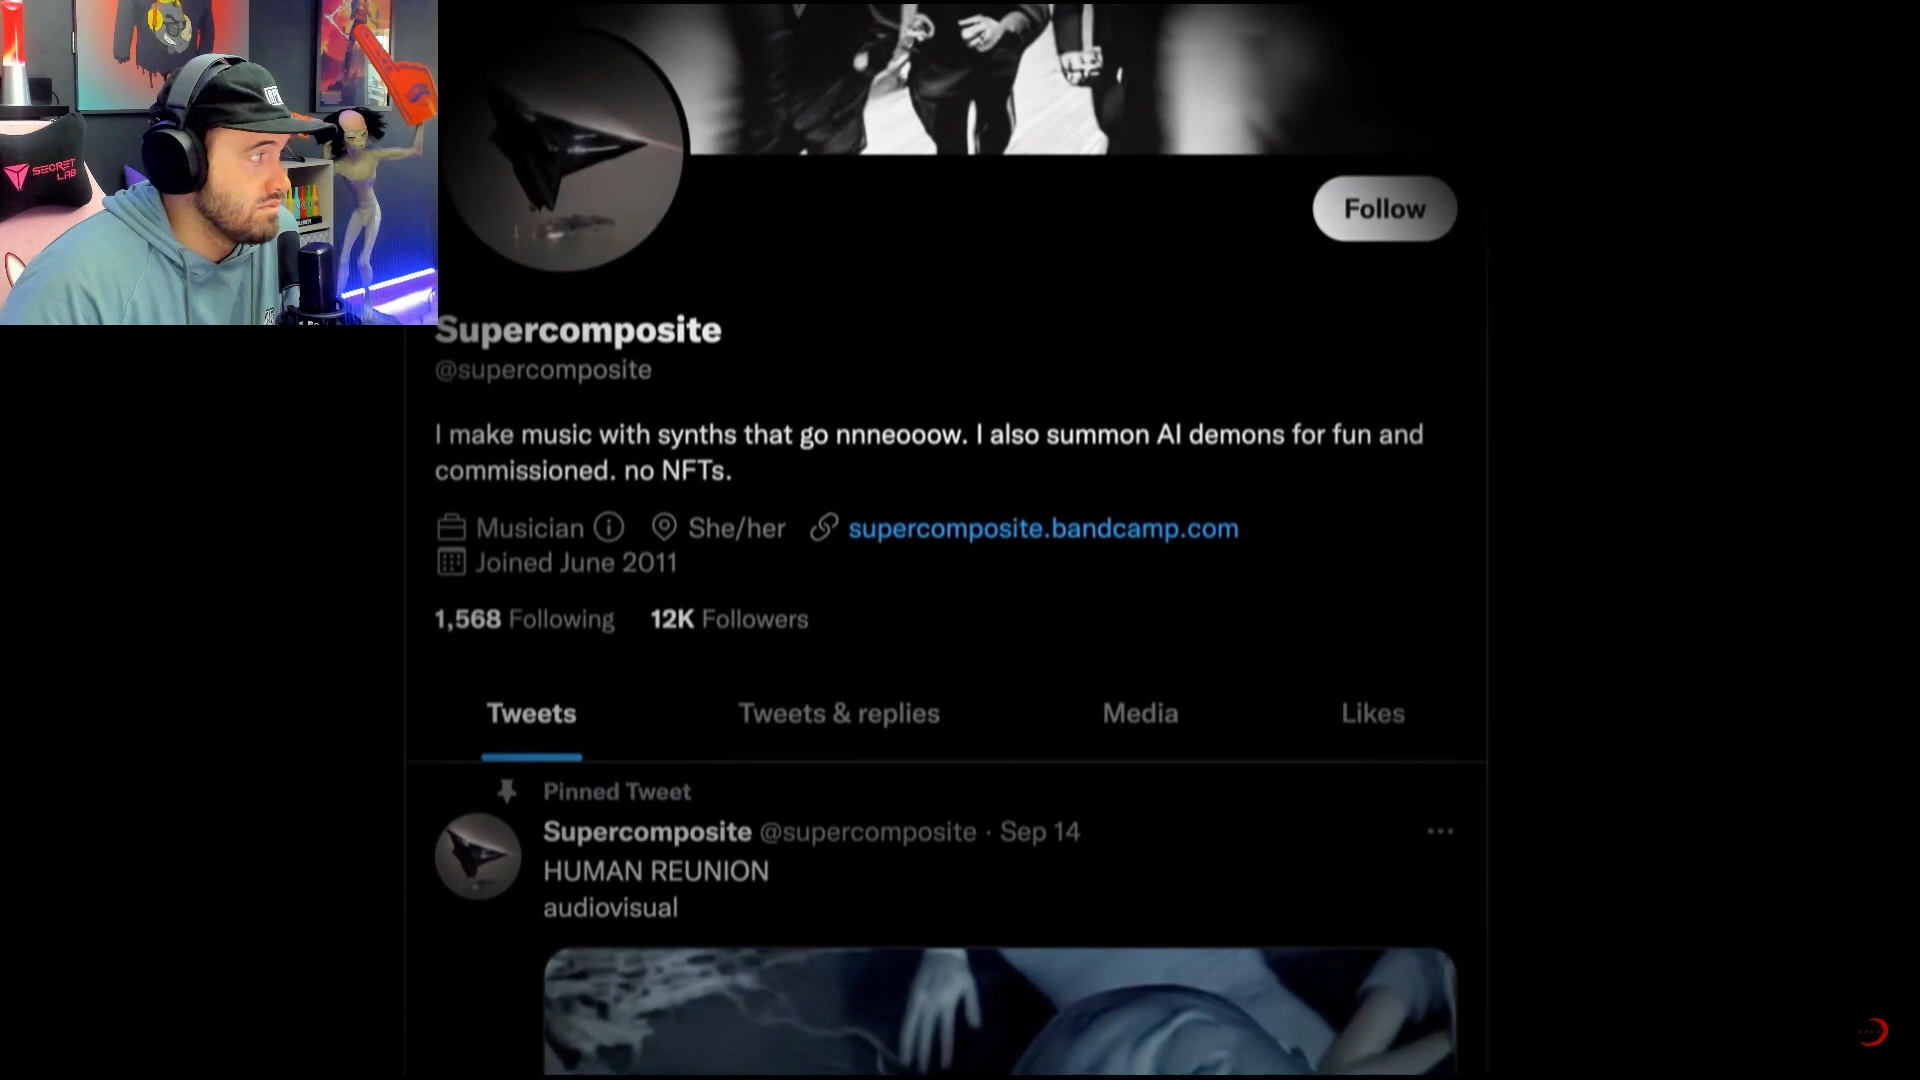 SECRET
LAB
Follow
Supercomposite
@supercomposite
I make music with synths that go nnneooow. I also summon AI demons for fun and
commissioned. no NFTs.
Musician She/her supercomposite.bandcamp.com
Joined June 2011
1,568 Following 12K Followers
Tweets Tweets & replies Media Likes
Pinned Tweet
Supercomposite @supercomposite · Sep 14 ...
HUMAN REUNION
audiovisual